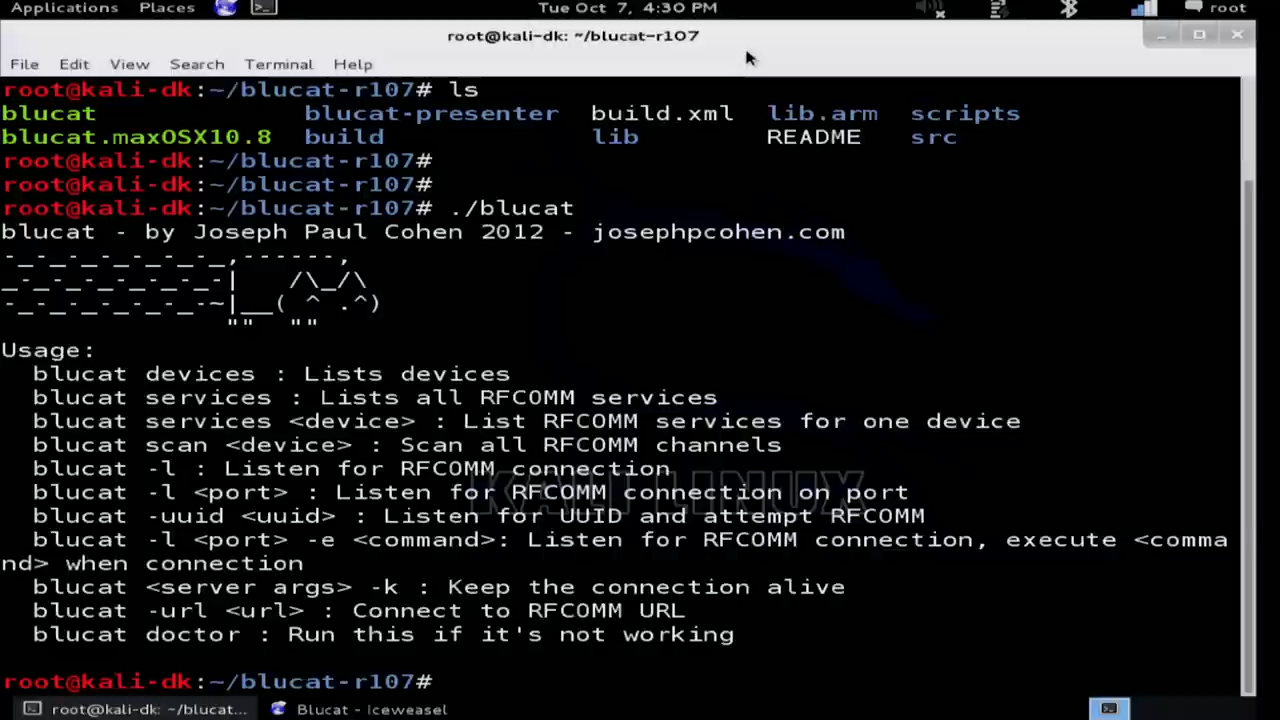 Applications Places Tue Oct 7, 4:30 PM root
root@kali-dk: ~/blucat-r107
File Edit View Search Terminal Help
root@kali-dk:~/blucat-r107# ls
blucat blucat-presenter build.xml lib.arm scripts
blucat.maxOSX10.8 build lib README src
root@kali-dk:~/blucat-r107#
root@kali-dk:~/blucat-r107#
root@kali-dk:~/blucat-r107# ./blucat
blucat - by Joseph Paul Cohen 2012 - josephpcohen.com
-_-_-_-_-_-_-_,------,
_-_-_-_-_-_-_-|   /\_/\
-_-_-_-_-_-_-~|__( ^ .^)
              ""  ""
Usage:
blucat devices : Lists devices
blucat services : Lists all RFCOMM services
blucat services <device> : List RFCOMM services for one device
blucat scan <device> : Scan all RFCOMM channels
blucat -l : Listen for RFCOMM connection
blucat -l <port> : Listen for RFCOMM connection on port
KALI LINUX
blucat -uuid <uuid> : Listen for UUID and attempt RFCOMM
blucat -l <port> -e <command>: Listen for RFCOMM connection, execute <comma
nd> when connection
blucat <server args> -k : Keep the connection alive
blucat -url <url> : Connect to RFCOMM URL
blucat doctor : Run this if it's not working
root@kali-dk:~/blucat-r107#
root@kali-dk: ~/blucat... Blucat - Iceweasel